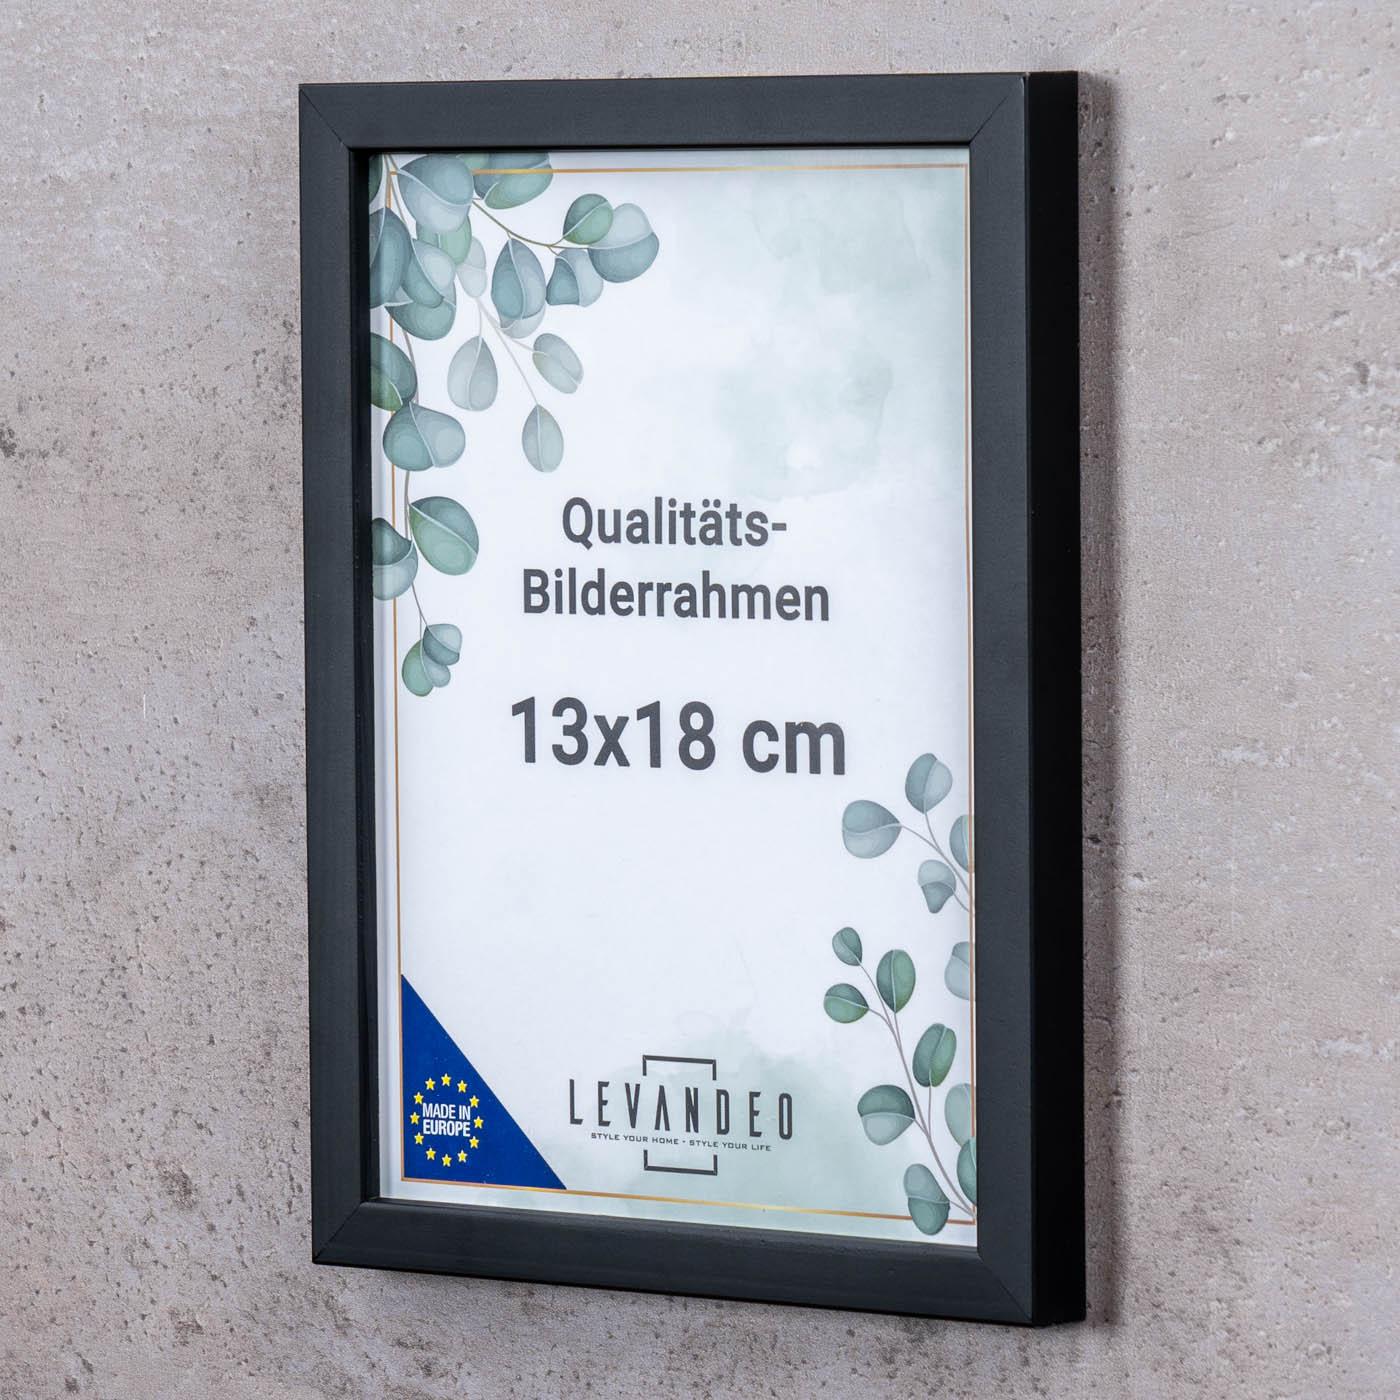 Qualitäts-
Bilderrahmen
13x18 cm
MADE IN
EUROPE
LEVANDEO
STYLE YOUR HOME - STYLE YOUR LIFE